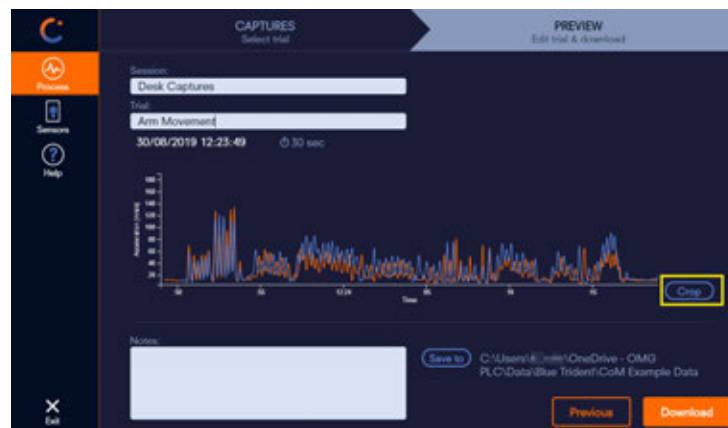 CAPTURES
Select trial
PREVIEW
Edit trial & download
Process
Sensors
Help
Exit
Session:
Desk Captures
Trial:
Arm Movement
30/08/2019 12:23:49
30 sec
Time
Crop
Notes:
Save to
C:\Users\
\OneDrive - OMG
PLC\Data\Blue Trident\CoM Example Data
Previous
Download